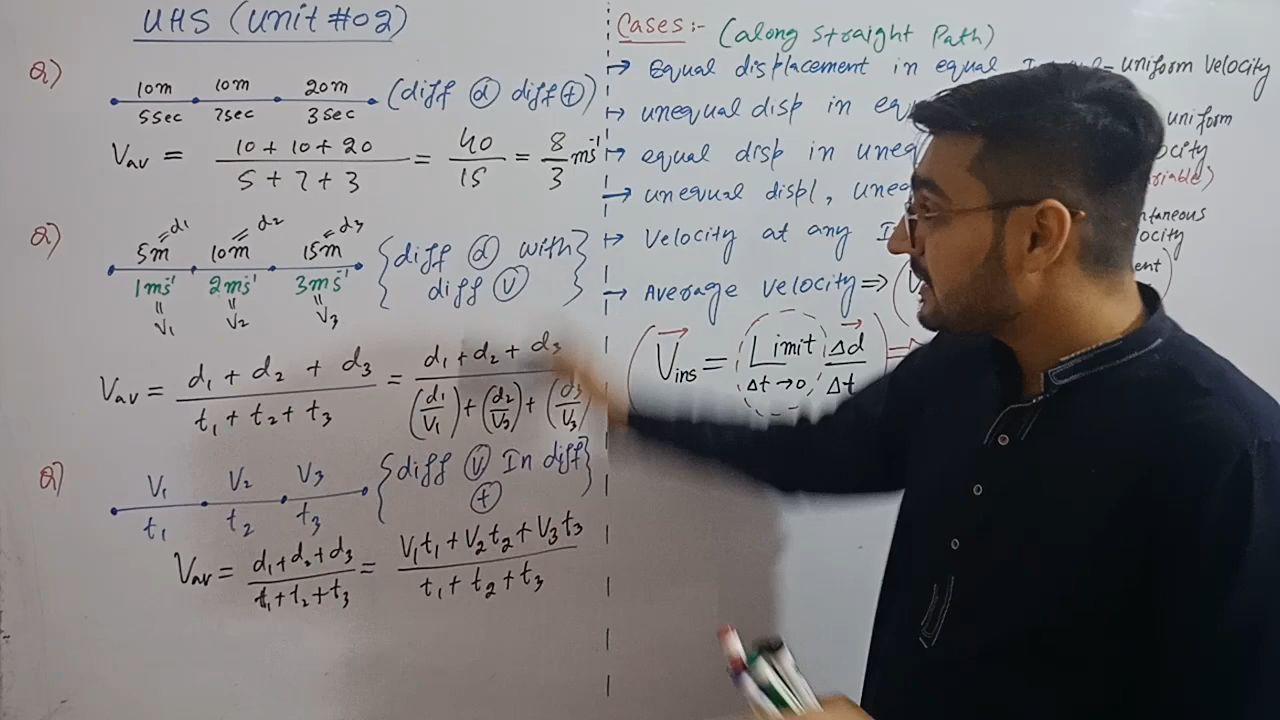 UHS (Unit #02)
Q)
10m 10m 20m (diff d diff t)
5sec 7sec 3sec
Vav = 10 + 10 + 20 / 5 + 7 + 3 = 40 / 15 = 8 / 3 ms⁻¹
Q)
5m = d1 10m = d2 15m = d3 {diff d with diff V}
1ms⁻¹ 2ms⁻¹ 3ms⁻¹
= V1 = V2 = V3
Vav = d1 + d2 + d3 / t1 + t2 + t3 = d1 + d2 + d3 / (d1/V1) + (d2/V2) + (d3/V3)
Q)
V1 V2 V3 {diff V In diff t}
t1 t2 t3
Vav = d1 + d2 + d3 / t1 + t2 + t3 = V1t1 + V2t2 + V3t3 / t1 + t2 + t3
Cases:- (along straight Path)
→ Equal displacement in equal uniform Velocity
→ unequal disp in uniform
→ equal disp in
→ unequal displ,
→ Velocity at any
→ Average velocity ⇒
Vins = Limit Δt→0 Δd / Δt